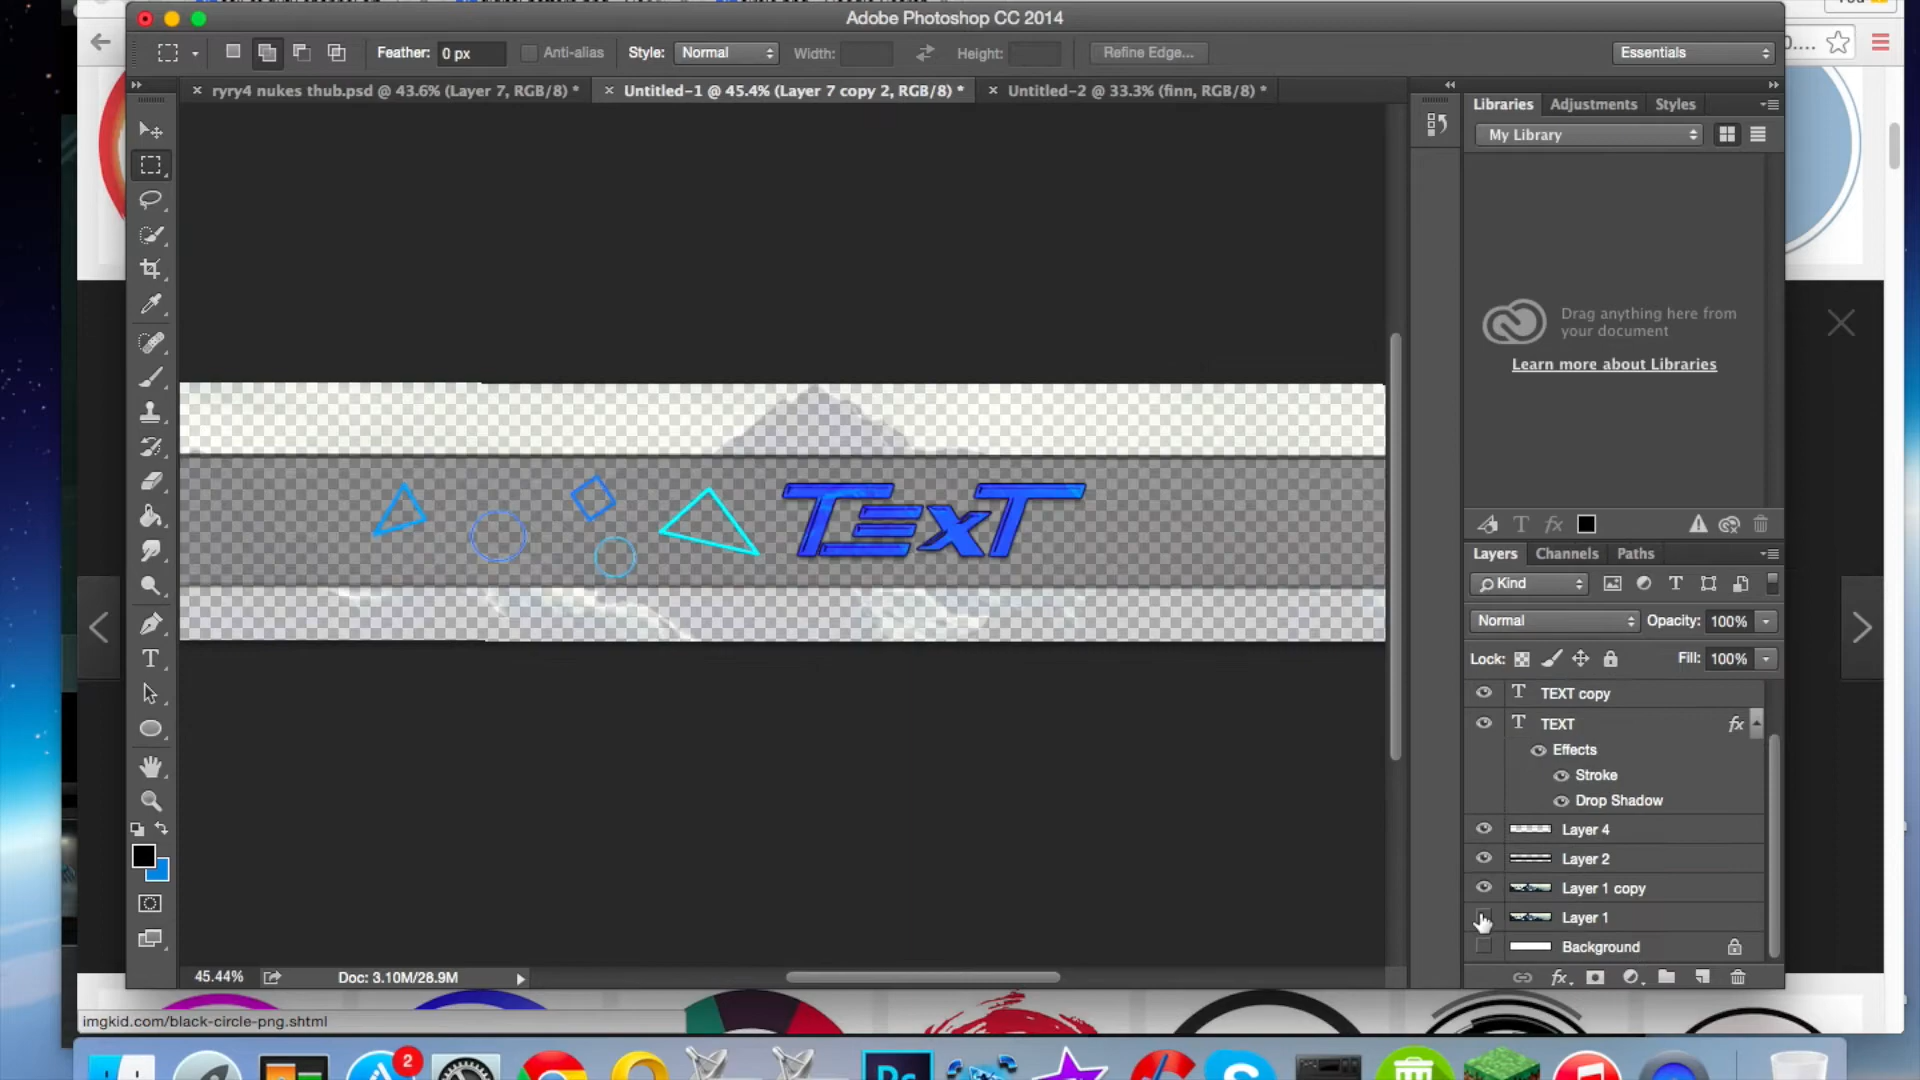 Adobe Photoshop CC 2014
Feather: 0 px
Anti-alias
Style: Normal
Width:
Height:
Refine Edge...
Essentials
ryry4 nukes thub.psd @ 43.6% (Layer 7, RGB/8) *
Untitled-1 @ 45.4% (Layer 7 copy 2, RGB/8) *
Untitled-2 @ 33.3% (finn, RGB/8) *
Libraries
Adjustments
Styles
My Library
Drag anything here from
your document
Learn more about Libraries
TexT
Layers
Channels
Paths
Kind
Normal
Opacity: 100%
Lock:
Fill: 100%
TEXT copy
TEXT
fx
Effects
Stroke
Drop Shadow
Layer 4
Layer 2
Layer 1 copy
Layer 1
Background
45.44%
Doc: 3.10M/28.9M
imgkid.com/black-circle-png.shtml
2
Ps